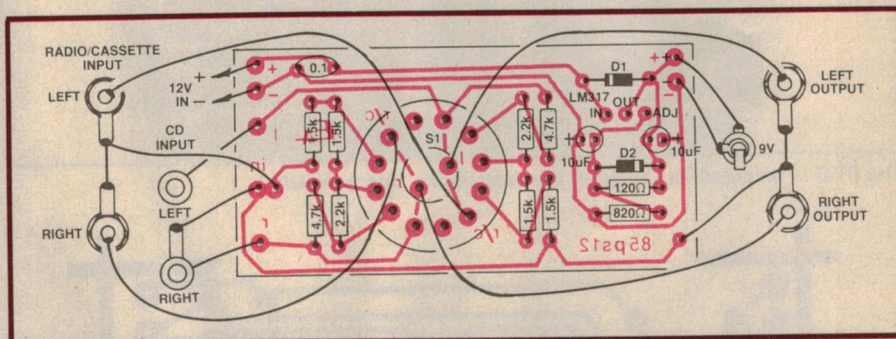 RADIO/CASSETTE
INPUT
LEFT
+
12V
IN −
CD
INPUT
LEFT
RIGHT
RIGHT
+
−
l
in
r
0.1
1.5k
1.5k
4.7k
2.2k
r/c
S1
l
r
l
r/c
2.2k
4.7k
1.5k
1.5k
D1
LM317
IN
OUT
ADJ
+
+
−
+
10uF
+
10uF
D2
120Ω
820Ω
85ps12
9V
LEFT
OUTPUT
RIGHT
OUTPUT